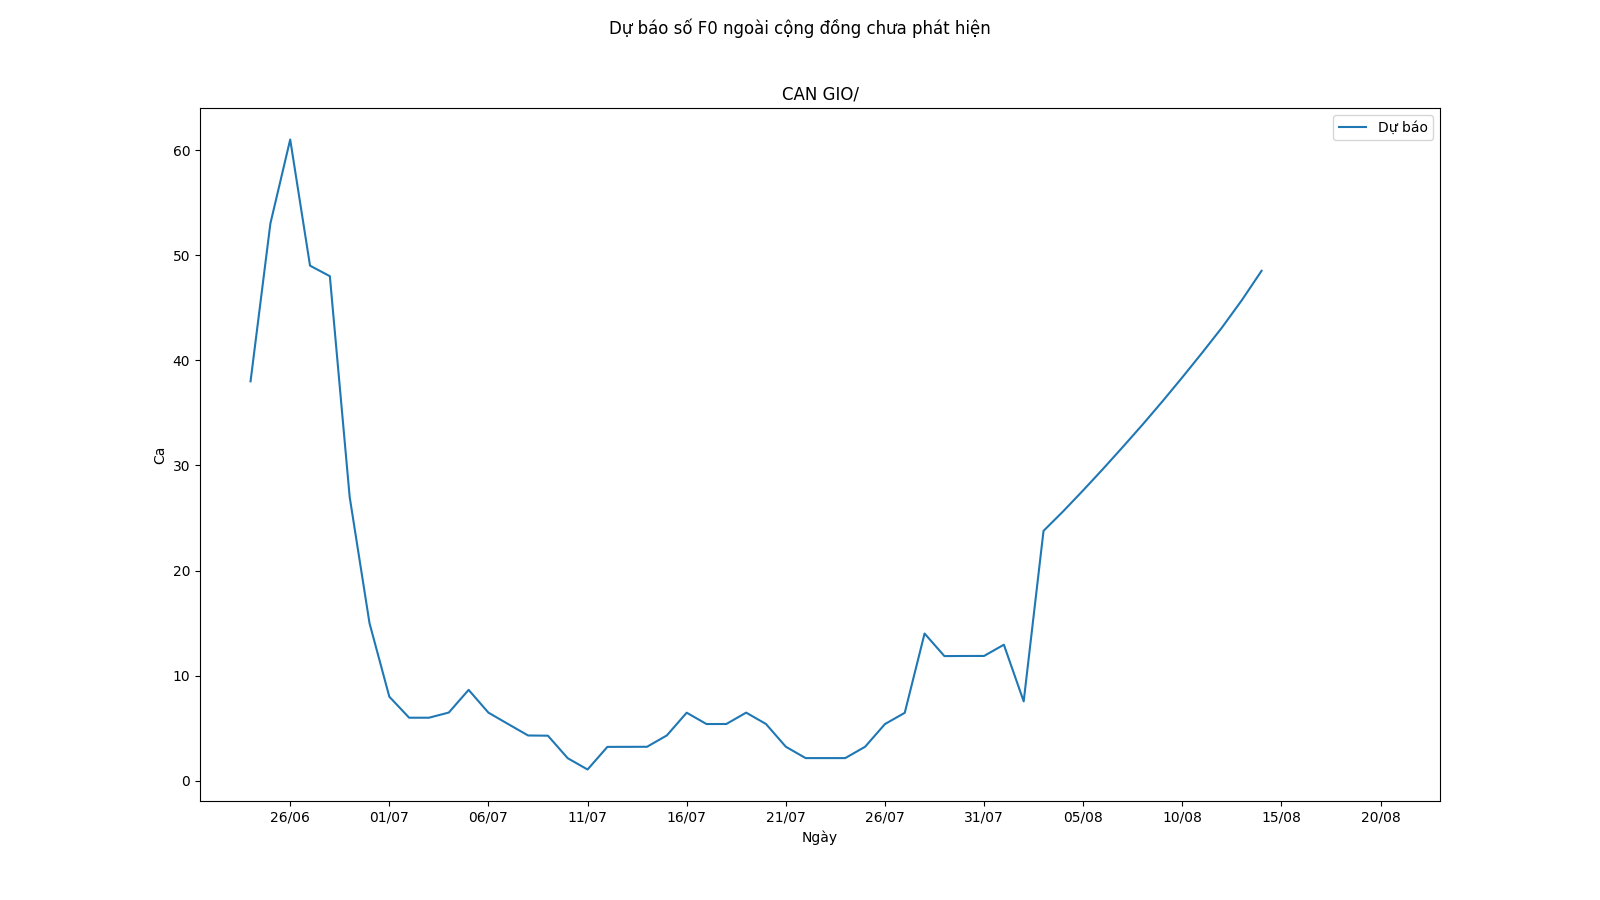 Dự báo số F0 ngoài cộng đồng chưa phát hiện
CAN GIO/
Dự báo
60
50
40
30
20
10
0
Ca
26/06 01/07 06/07 11/07 16/07 21/07 26/07 31/07 05/08 10/08 15/08 20/08
Ngày